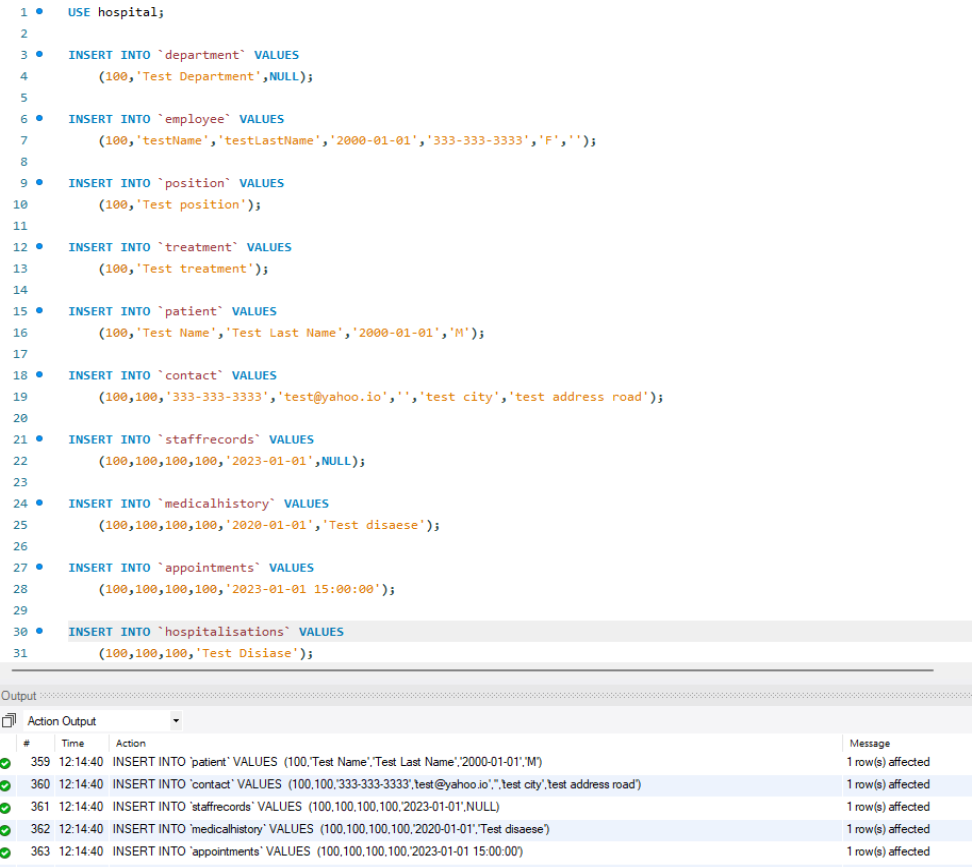 1 USE hospital;
2
3 INSERT INTO `department` VALUES
4 (100,'Test Department',NULL);
5
6 INSERT INTO `employee` VALUES
7 (100,'testName','testLastName','2000-01-01','333-333-3333','F','');
8
9 INSERT INTO `position` VALUES
10 (100,'Test position');
11
12 INSERT INTO `treatment` VALUES
13 (100,'Test treatment');
14
15 INSERT INTO `patient` VALUES
16 (100,'Test Name','Test Last Name','2000-01-01','M');
17
18 INSERT INTO `contact` VALUES
19 (100,100,'333-333-3333','test@yahoo.io','','test city','test address road');
20
21 INSERT INTO `staffrecords` VALUES
22 (100,100,100,100,'2023-01-01',NULL);
23
24 INSERT INTO `medicalhistory` VALUES
25 (100,100,100,100,'2020-01-01','Test disaese');
26
27 INSERT INTO `appointments` VALUES
28 (100,100,100,100,'2023-01-01 15:00:00');
29
30 INSERT INTO `hospitalisations` VALUES
31 (100,100,100,'Test Disiase');
Output
Action Output
# Time Action Message
359 12:14:40 INSERT INTO `patient` VALUES (100,'Test Name','Test Last Name','2000-01-01','M') 1 row(s) affected
360 12:14:40 INSERT INTO `contact` VALUES (100,100,'333-333-3333','test@yahoo.io','','test city','test address road') 1 row(s) affected
361 12:14:40 INSERT INTO `staffrecords` VALUES (100,100,100,100,'2023-01-01',NULL) 1 row(s) affected
362 12:14:40 INSERT INTO `medicalhistory` VALUES (100,100,100,100,'2020-01-01','Test disaese') 1 row(s) affected
363 12:14:40 INSERT INTO `appointments` VALUES (100,100,100,100,'2023-01-01 15:00:00') 1 row(s) affected